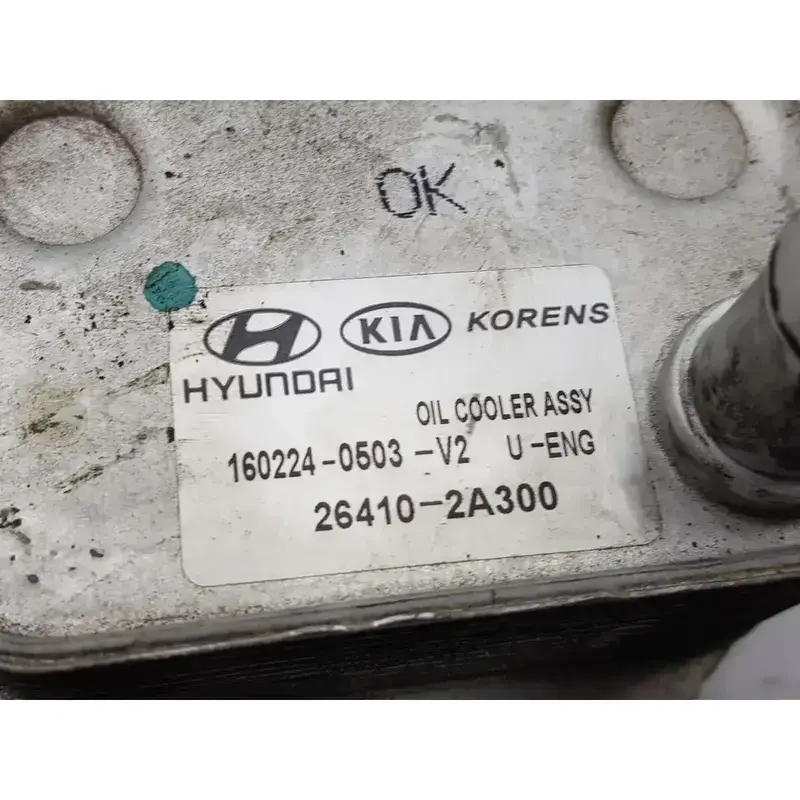 OK
KIA KORENS
HYUNDAI
OIL COOLER ASSY
160224-0503-V2 U-ENG
26410-2A300